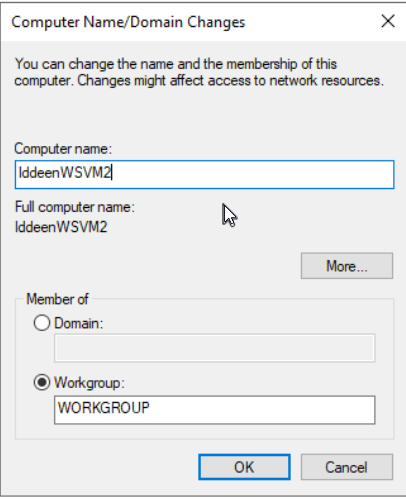 Computer Name/Domain Changes
You can change the name and the membership of this
computer. Changes might affect access to network resources.
Computer name:
IddeenWSVM2
Full computer name:
IddeenWSVM2
More...
Member of
Domain:
Workgroup:
WORKGROUP
OK
Cancel